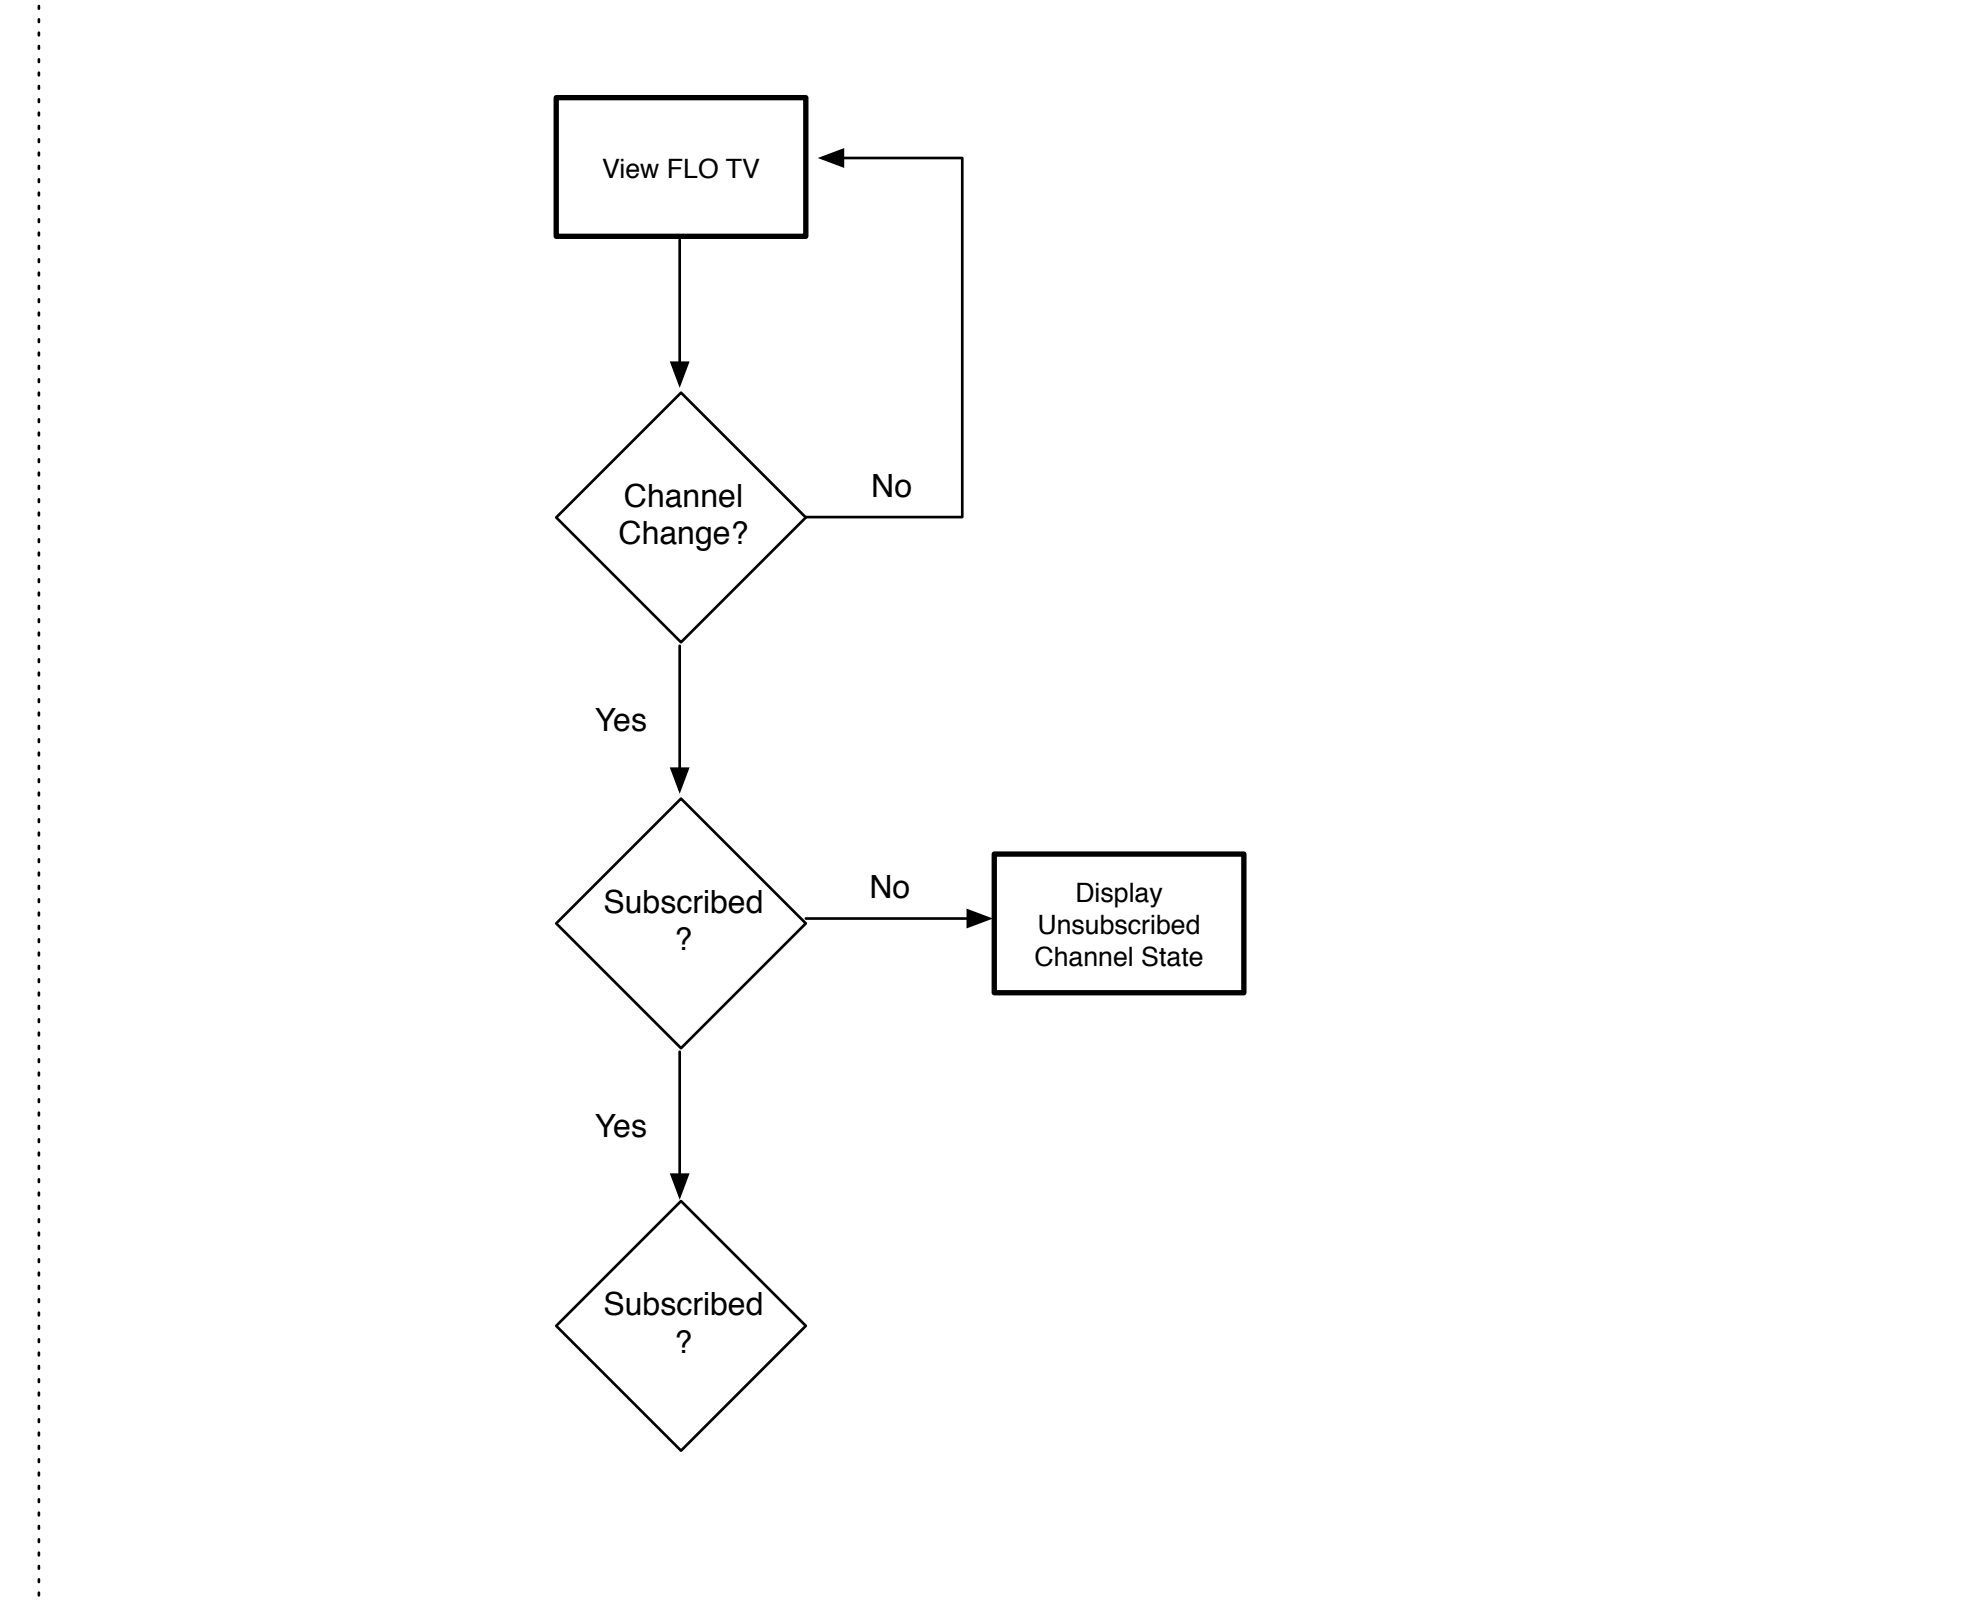 View FLO TV
Channel
Change?
No
Yes
Subscribed
?
No
Display
Unsubscribed
Channel State
Yes
Subscribed
?